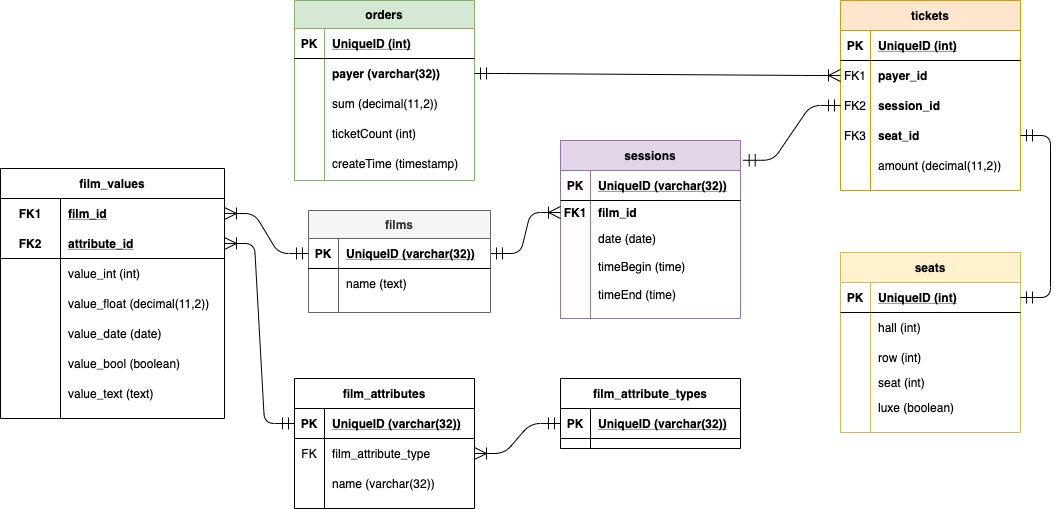 orders
PK UniqueID (int)
payer (varchar(32))
sum (decimal(11,2))
ticketCount (int)
createTime (timestamp)
tickets
PK UniqueID (int)
FK1 payer_id
FK2 session_id
FK3 seat_id
amount (decimal(11,2))
sessions
PK UniqueID (varchar(32))
FK1 film_id
date (date)
timeBegin (time)
timeEnd (time)
film_values
FK1 film_id
FK2 attribute_id
value_int (int)
value_float (decimal(11,2))
value_date (date)
value_bool (boolean)
value_text (text)
films
PK UniqueID (varchar(32))
name (text)
seats
PK UniqueID (int)
hall (int)
row (int)
seat (int)
luxe (boolean)
film_attributes
PK UniqueID (varchar(32))
FK film_attribute_type
name (varchar(32))
film_attribute_types
PK UniqueID (varchar(32))